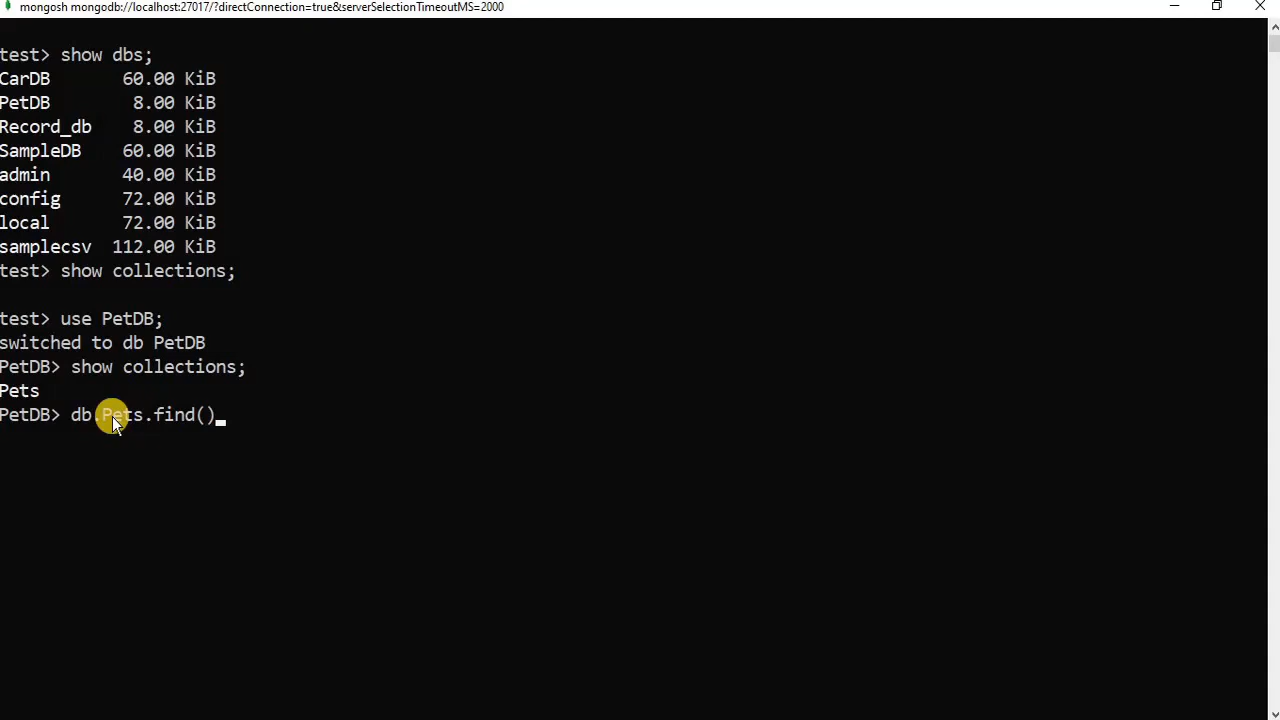 mongosh mongodb://localhost:27017/?directConnection=true&serverSelectionTimeoutMS=2000
test> show dbs;
CarDB       60.00 KiB
PetDB        8.00 KiB
Record_db    8.00 KiB
SampleDB    60.00 KiB
admin       40.00 KiB
config      72.00 KiB
local       72.00 KiB
samplecsv  112.00 KiB
test> show collections;
test> use PetDB;
switched to db PetDB
PetDB> show collections;
Pets
PetDB> db.Pets.find()